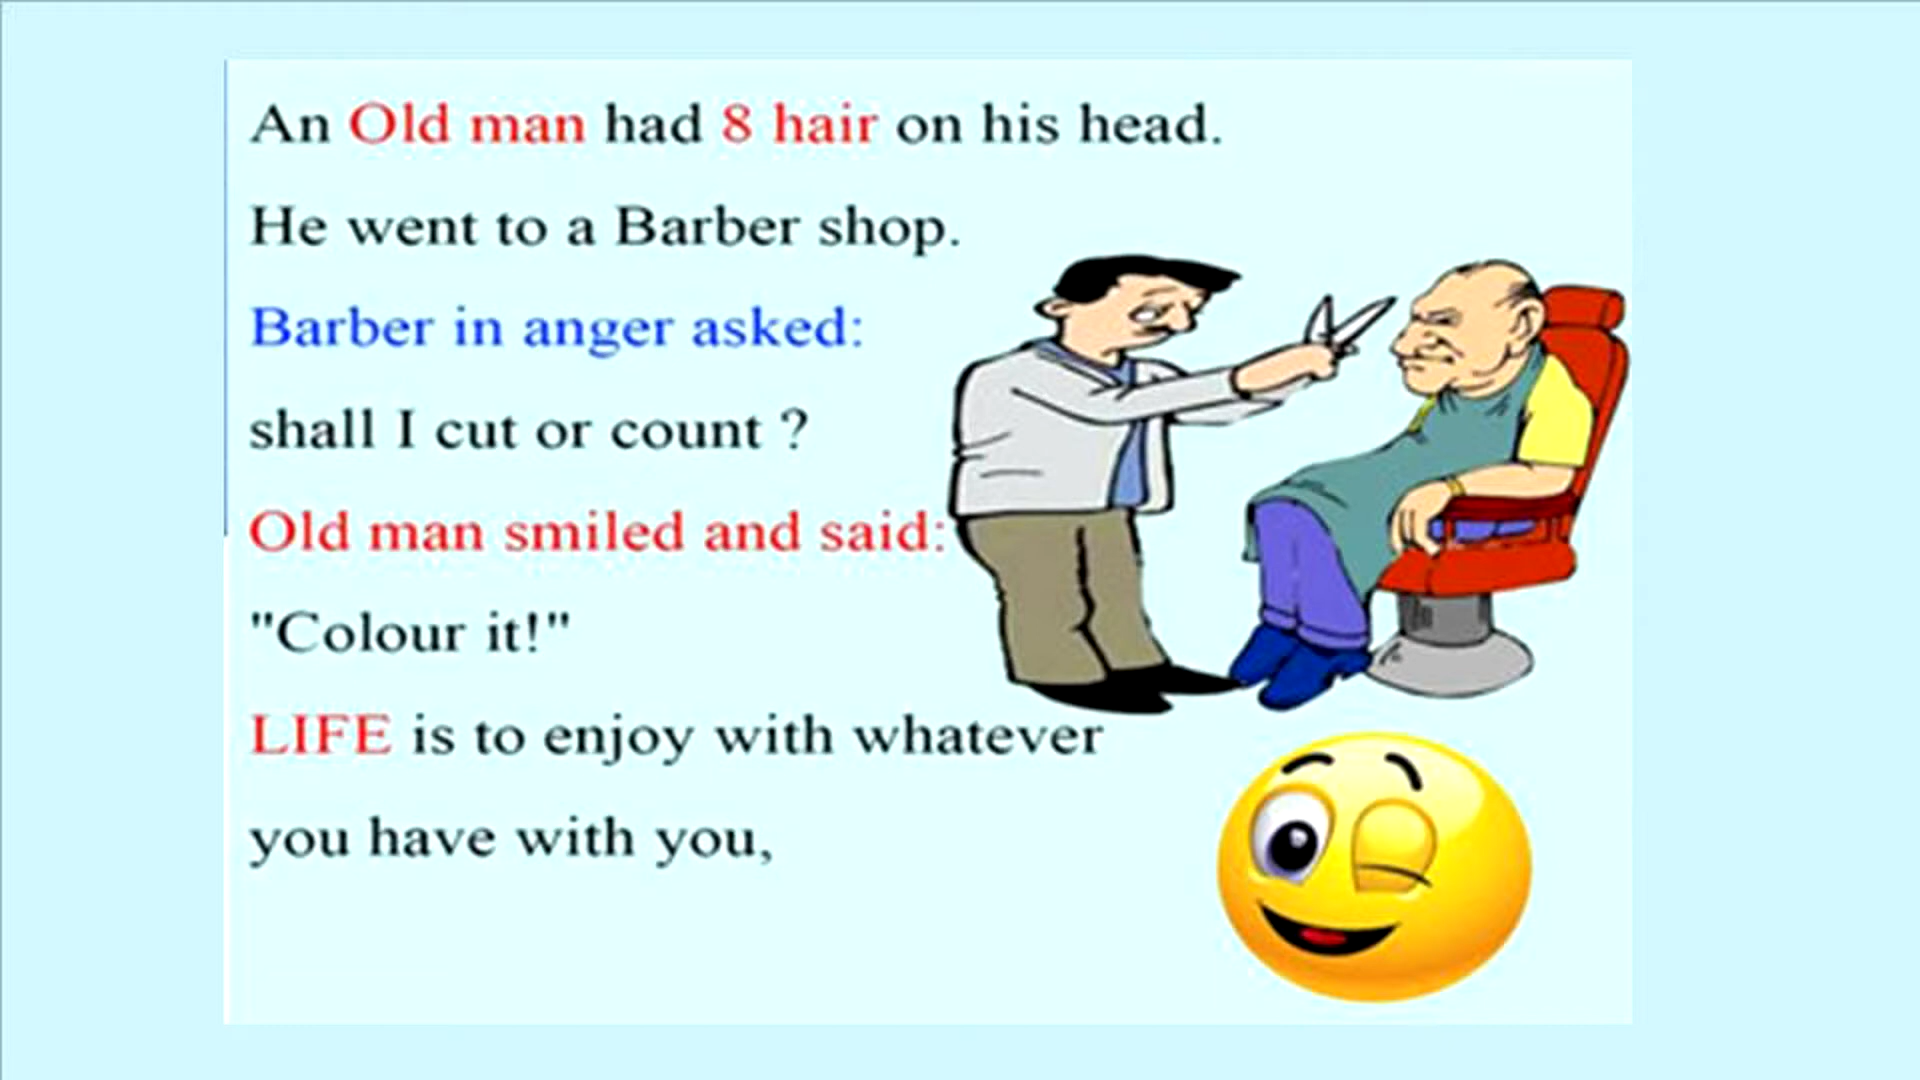 An Old man had 8 hair on his head.
He went to a Barber shop.
Barber in anger asked:
shall I cut or count ?
Old man smiled and said:
"Colour it!"
LIFE is to enjoy with whatever
you have with you,